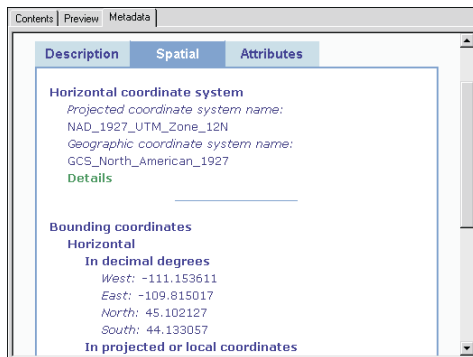 Contents Preview Metadata
Description Spatial Attributes
Horizontal coordinate system
Projected coordinate system name:
NAD_1927_UTM_Zone_12N
Geographic coordinate system name:
GCS_North_American_1927
Details
Bounding coordinates
Horizontal
In decimal degrees
West: -111.153611
East: -109.815017
North: 45.102127
South: 44.133057
In projected or local coordinates